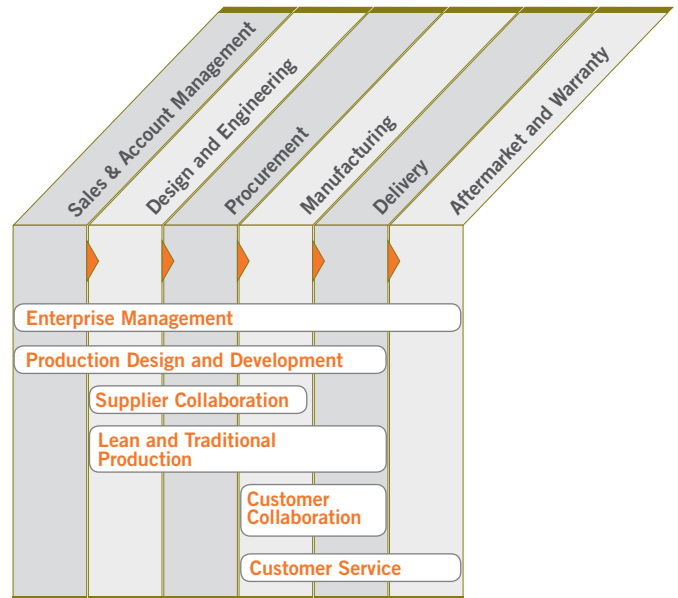 Sales & Account Management
Design and Engineering
Procurement
Manufacturing
Delivery
Aftermarket and Warranty
Enterprise Management
Production Design and Development
Supplier Collaboration
Lean and Traditional
Production
Customer
Collaboration
Customer Service